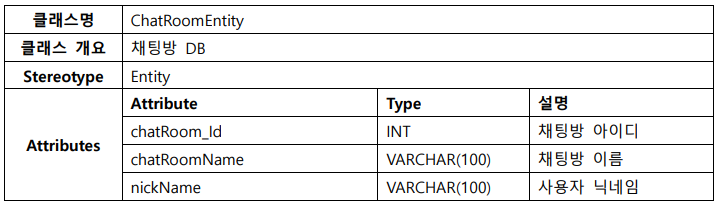 클래스명 ChatRoomEntity
클래스 개요 채팅방 DB
Stereotype Entity
Attributes
Attribute Type 설명
chatRoom_Id INT 채팅방 아이디
chatRoomName VARCHAR(100) 채팅방 이름
nickName VARCHAR(100) 사용자 닉네임